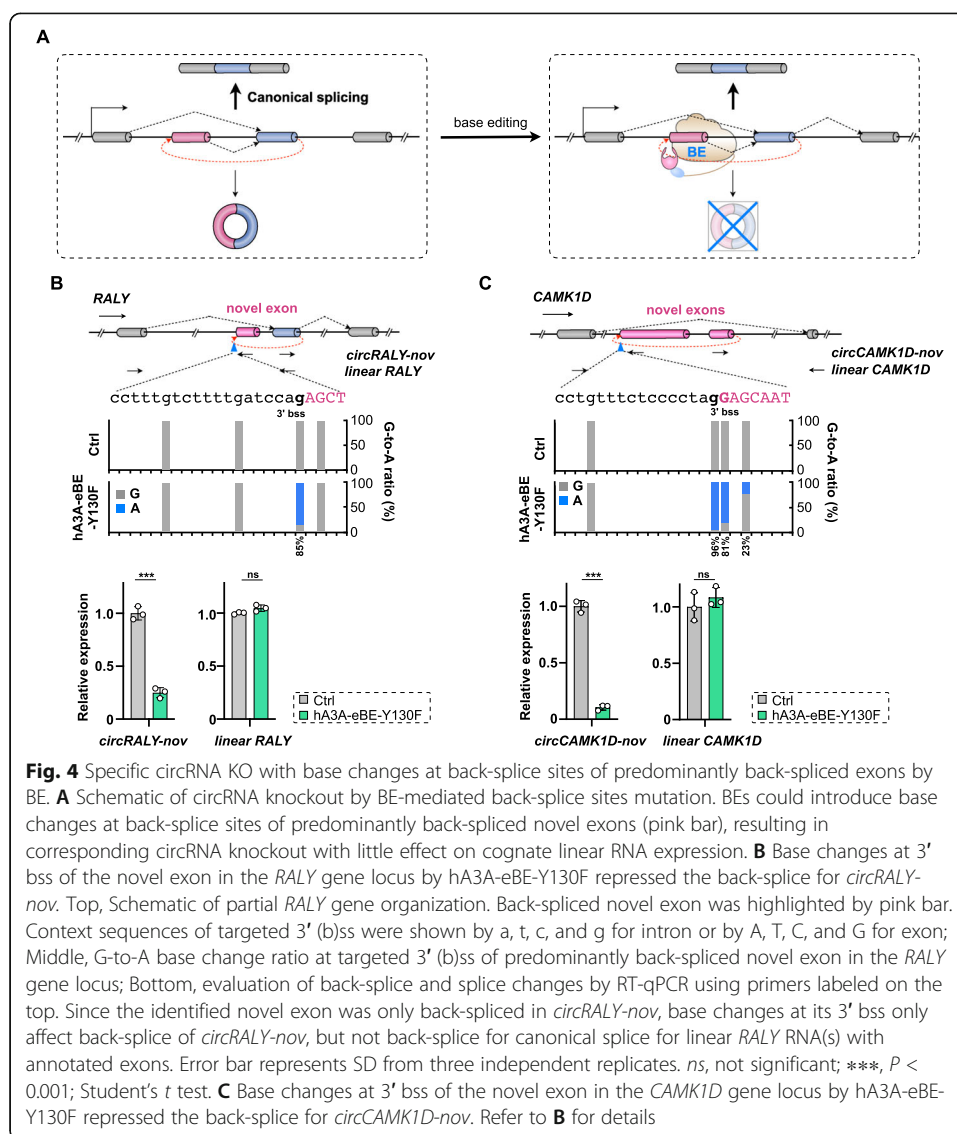 A
Canonical splicing
base editing
BE
B
RALY
novel exon
circRALY-nov
linear RALY
cctttgtcttttgatccagAGCT
3' bss
Ctrl
100
50
0
hA3A-eBE
-Y130F
G
A
100
50
0
G-to-A ratio (%)
85%
Relative expression
1.0
0.5
0
***
circRALY-nov
1.0
0.5
0
ns
linear RALY
Ctrl
hA3A-eBE-Y130F
C
CAMK1D
novel exons
circCAMK1D-nov
linear CAMK1D
cctgtttctcccctagGAGCAAT
3' bss
Ctrl
100
50
0
hA3A-eBE
-Y130F
G
A
100
50
0
G-to-A ratio (%)
96%
81%
23%
Relative expression
1.0
0.5
0
***
circCAMK1D-nov
1.0
0.5
0
ns
linear CAMK1D
Ctrl
hA3A-eBE-Y130F
Fig. 4 Specific circRNA KO with base changes at back-splice sites of predominantly back-spliced exons by
BE. A Schematic of circRNA knockout by BE-mediated back-splice sites mutation. BEs could introduce base
changes at back-splice sites of predominantly back-spliced novel exons (pink bar), resulting in
corresponding circRNA knockout with little effect on cognate linear RNA expression. B Base changes at 3′
bss of the novel exon in the RALY gene locus by hA3A-eBE-Y130F repressed the back-splice for circRALY-
nov. Top, Schematic of partial RALY gene organization. Back-spliced novel exon was highlighted by pink bar.
Context sequences of targeted 3′ (b)ss were shown by a, t, c, and g for intron or by A, T, C, and G for exon;
Middle, G-to-A base change ratio at targeted 3′ (b)ss of predominantly back-spliced novel exon in the RALY
gene locus; Bottom, evaluation of back-splice and splice changes by RT-qPCR using primers labeled on the
top. Since the identified novel exon was only back-spliced in circRALY-nov, base changes at its 3′ bss only
affect back-splice of circRALY-nov, but not back-splice for canonical splice for linear RALY RNA(s) with
annotated exons. Error bar represents SD from three independent replicates. ns, not significant; ∗∗∗, P <
0.001; Student's t test. C Base changes at 3′ bss of the novel exon in the CAMK1D gene locus by hA3A-eBE-
Y130F repressed the back-splice for circCAMK1D-nov. Refer to B for details